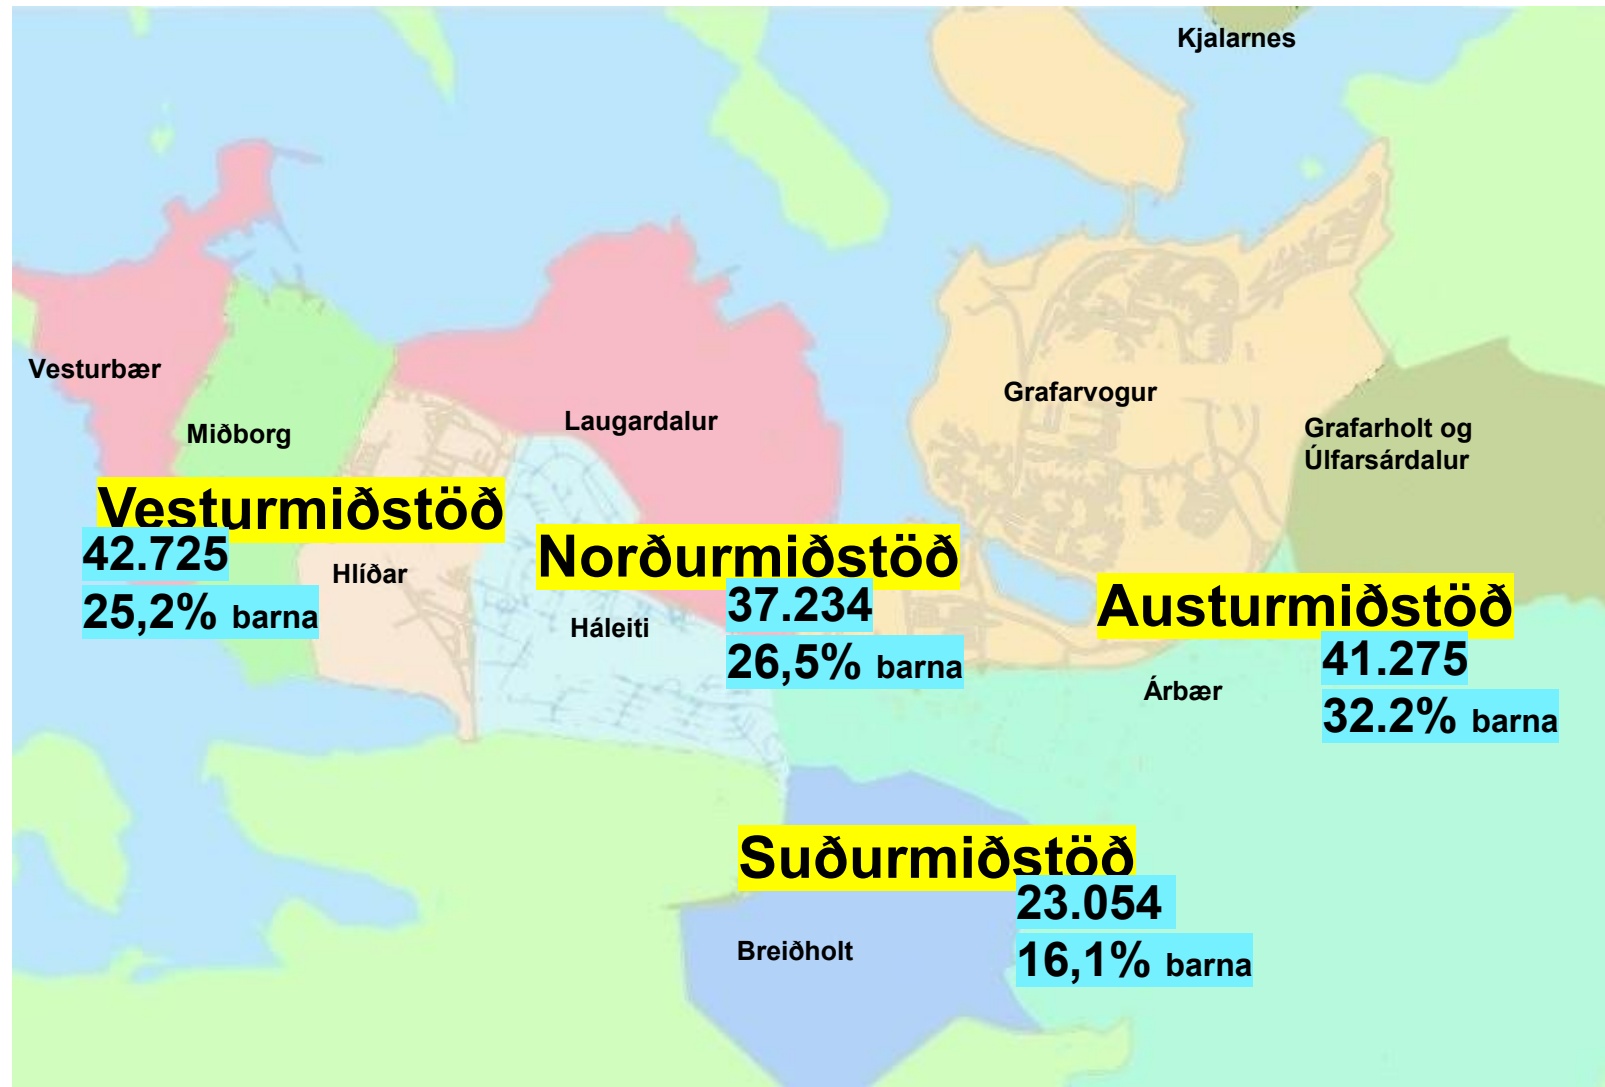 Kjalarnes
Vesturbær
Miðborg
Laugardalur
Grafarvogur
Grafarholt og
Úlfarsárdalur
Vesturmiðstöð
42.725
25,2% barna
Hlíðar
Norðurmiðstöð
37.234
26,5% barna
Háleiti
Austurmiðstöð
41.275
32.2% barna
Árbær
Suðurmiðstöð
23.054
16,1% barna
Breiðholt